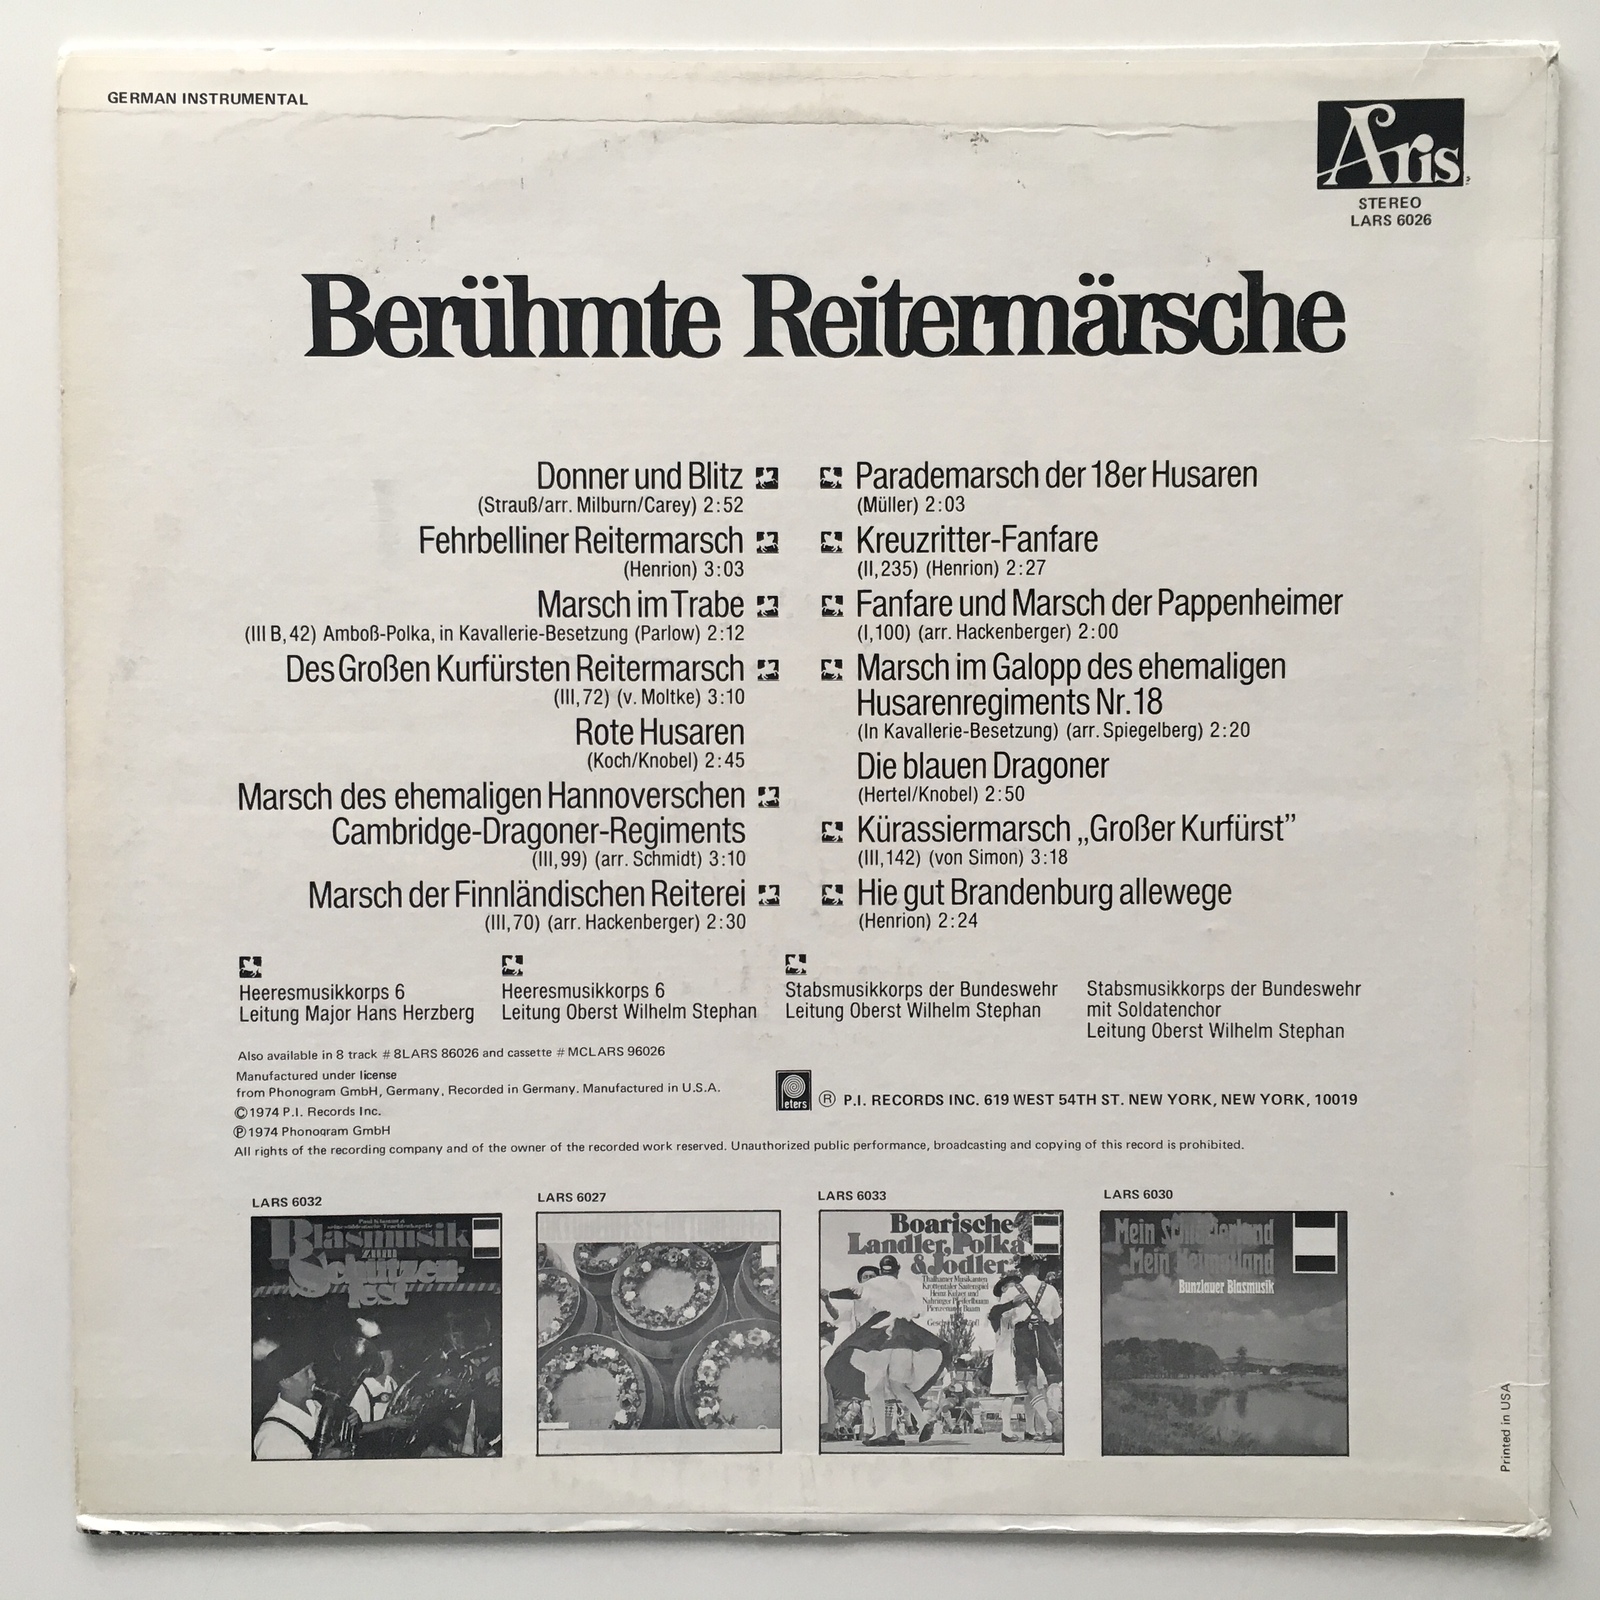 GERMAN INSTRUMENTAL
Aris
STEREO
LARS 6026
Berühmte Reitermärsche
Donner und Blitz
(Strauß/arr. Milburn/Carey) 2:52
Fehrbelliner Reitermarsch
(Henrion) 3:03
Marsch im Trabe
(III B, 42) Amboß-Polka, in Kavallerie-Besetzung (Parlow) 2:12
Des Großen Kurfürsten Reitermarsch
(III, 72) (v. Moltke) 3:10
Rote Husaren
(Koch/Knobel) 2:45
Marsch des ehemaligen Hannoverschen
Cambridge-Dragoner-Regiments
(III, 99) (arr. Schmidt) 3:10
Marsch der Finnländischen Reiterei
(III, 70) (arr. Hackenberger) 2:30
Parademarsch der 18er Husaren
(Müller) 2:03
Kreuzritter-Fanfare
(II, 235) (Henrion) 2:27
Fanfare und Marsch der Pappenheimer
(I, 100) (arr. Hackenberger) 2:00
Marsch im Galopp des ehemaligen
Husarenregiments Nr. 18
(In Kavallerie-Besetzung) (arr. Spiegelberg) 2:20
Die blauen Dragoner
(Hertel/Knobel) 2:50
Kürassiermarsch „Großer Kurfürst”
(III, 142) (von Simon) 3:18
Hie gut Brandenburg allewege
(Henrion) 2:24
Heeresmusikkorps 6
Leitung Major Hans Herzberg
Heeresmusikkorps 6
Leitung Oberst Wilhelm Stephan
Stabsmusikkorps der Bundeswehr
Leitung Oberst Wilhelm Stephan
Stabsmusikkorps der Bundeswehr
mit Soldatenchor
Leitung Oberst Wilhelm Stephan
Also available in 8 track # 8LARS 86026 and cassette # MCLARS 96026
Manufactured under license
from Phonogram GmbH, Germany, Recorded in Germany. Manufactured in U.S.A.
©1974 P.I. Records Inc.
℗1974 Phonogram GmbH
eters ® P.I. RECORDS INC. 619 WEST 54TH ST. NEW YORK, NEW YORK, 10019
All rights of the recording company and of the owner of the recorded work reserved. Unauthorized public performance, broadcasting and copying of this record is prohibited.
LARS 6032
Blasmusik
zum
Schützen-
fest
LARS 6027
LARS 6033
Boarische
Landler, Polka
& Jodler
LARS 6030
Mein Schlesierland
Mein Heimatland
Bunzlauer Blasmusik
Printed in USA